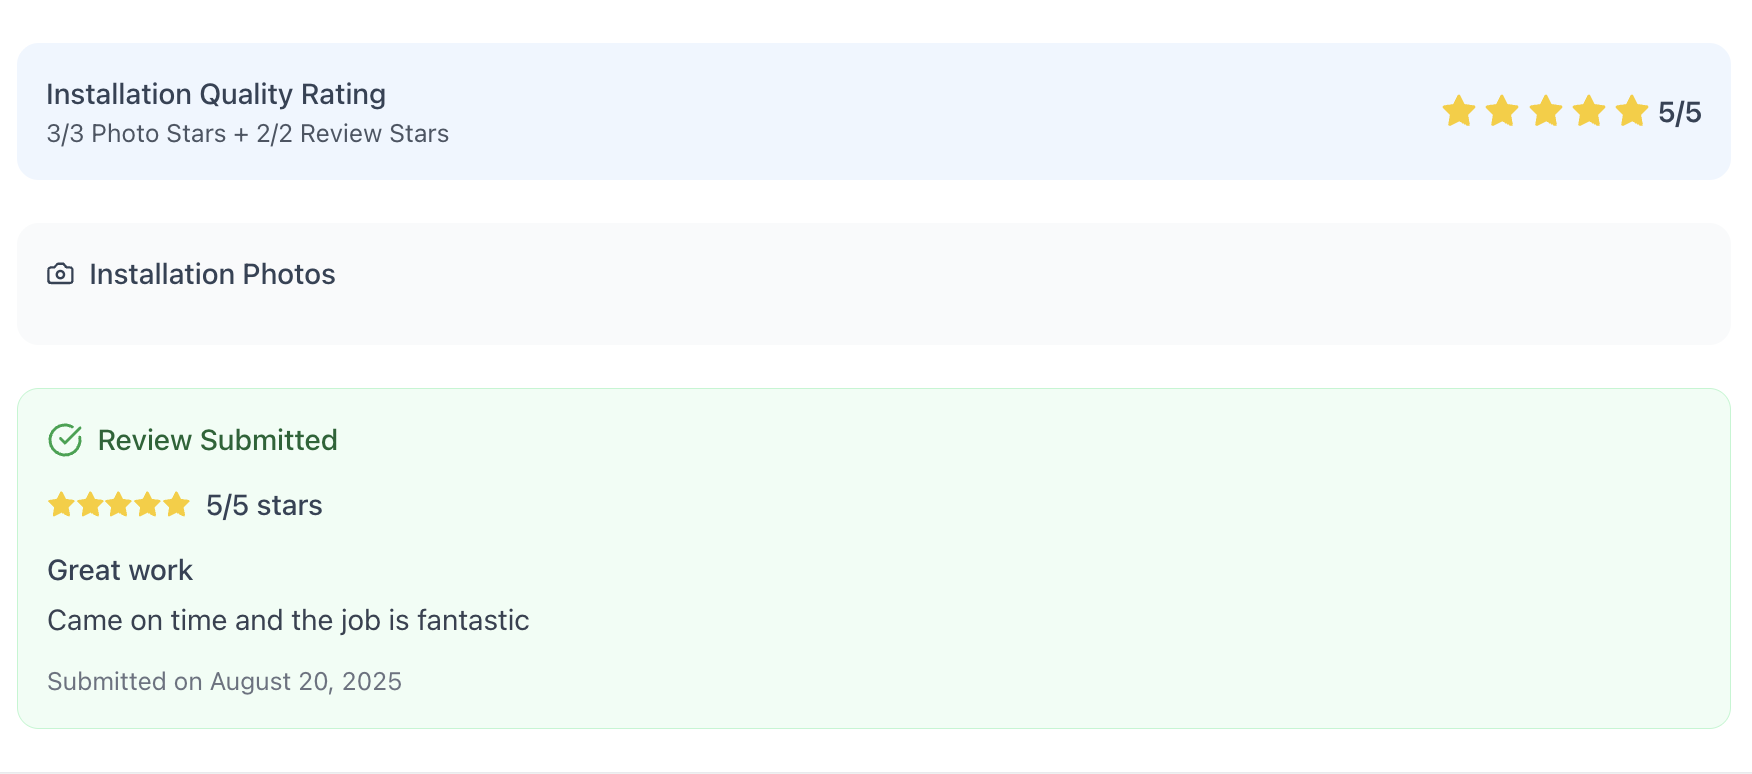 Installation Quality Rating
3/3 Photo Stars + 2/2 Review Stars
5/5
Installation Photos
Review Submitted
5/5 stars
Great work
Came on time and the job is fantastic
Submitted on August 20, 2025